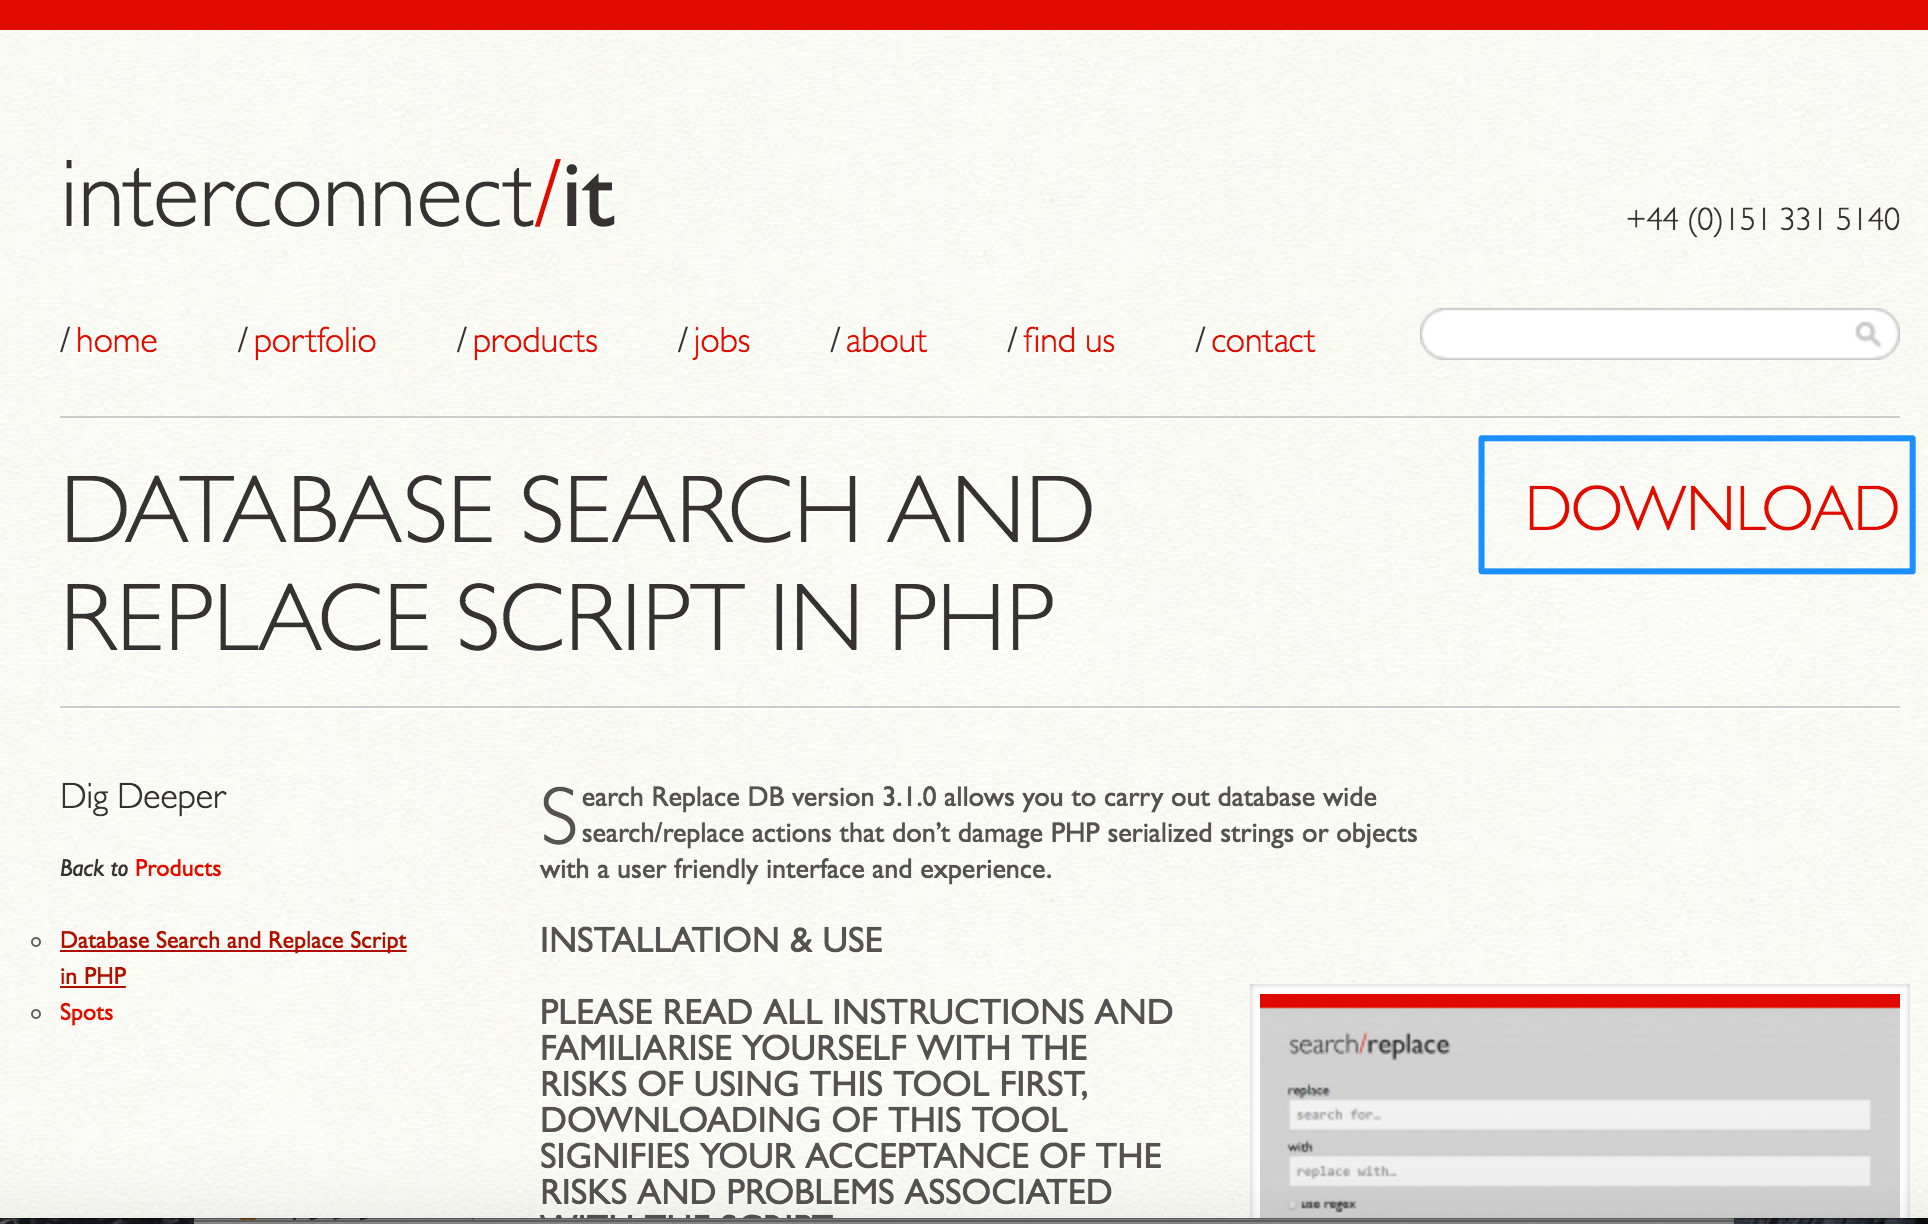 interconnect/it
+44 (0)151 331 5140
/ home / portfolio / products / jobs / about / find us / contact
DATABASE SEARCH AND
REPLACE SCRIPT IN PHP
DOWNLOAD
Dig Deeper
Back to Products
Database Search and Replace Script
in PHP
Spots
Search Replace DB version 3.1.0 allows you to carry out database wide
search/replace actions that don't damage PHP serialized strings or objects
with a user friendly interface and experience.
INSTALLATION & USE
PLEASE READ ALL INSTRUCTIONS AND
FAMILIARISE YOURSELF WITH THE
RISKS OF USING THIS TOOL FIRST,
DOWNLOADING OF THIS TOOL
SIGNIFIES YOUR ACCEPTANCE OF THE
RISKS AND PROBLEMS ASSOCIATED
WITH THE SCRIPT
search/replace
replace
search for…
with
replace with…
use regex